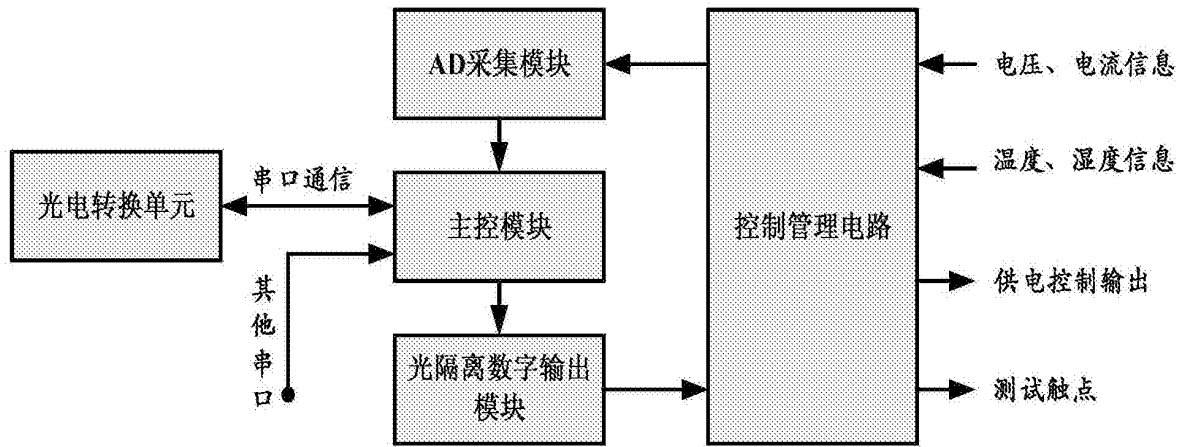 AD采集模块
电压、电流信息
串口通信
温度、湿度信息
光电转换单元
主控模块
控制管理电路
其他串口
供电控制输出
光隔离数字输出
模块
测试触点